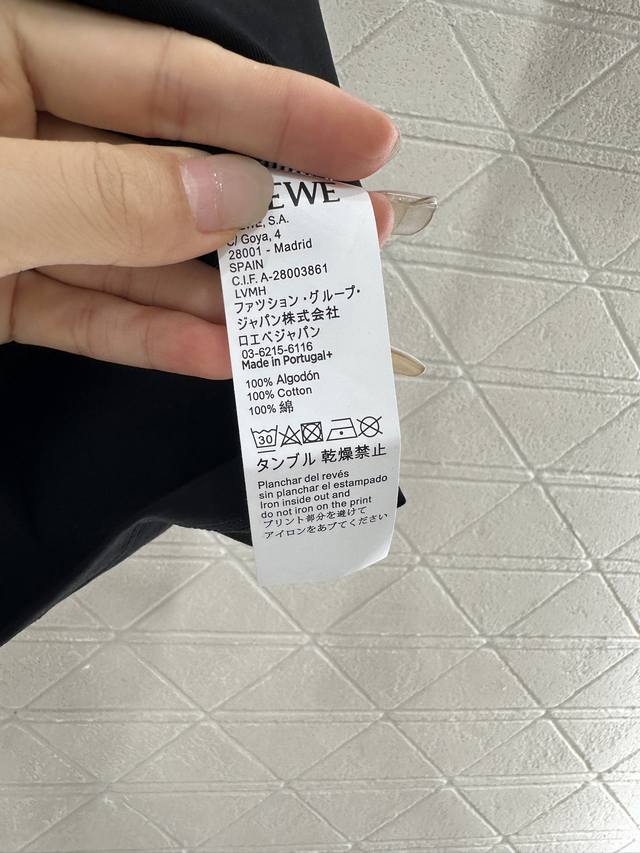 EWE
S.A.
C/ Goya, 4
28001 - Madrid
SPAIN
C.I.F. A-28003861
LVMH
ファツション・グループ・
ジャパン株式会社
ロエベジャパン
03-6215-6116
Made in Portugal+
100% Algodón
100% Cotton
100% 綿
30
タンブル 乾燥禁止
Planchar del revés
sin planchar el estampado
Iron inside out and
do not iron on the print
プリント部分を避けて
アイロンをあブてください